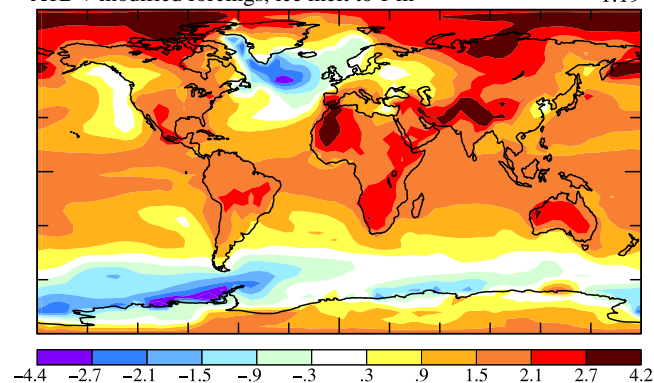 modified forcings, ice melt to 1 m 1.19
−4.4 −2.7 −2.1 −1.5 −.9 −.3 .3 .9 1.5 2.1 2.7 4.2